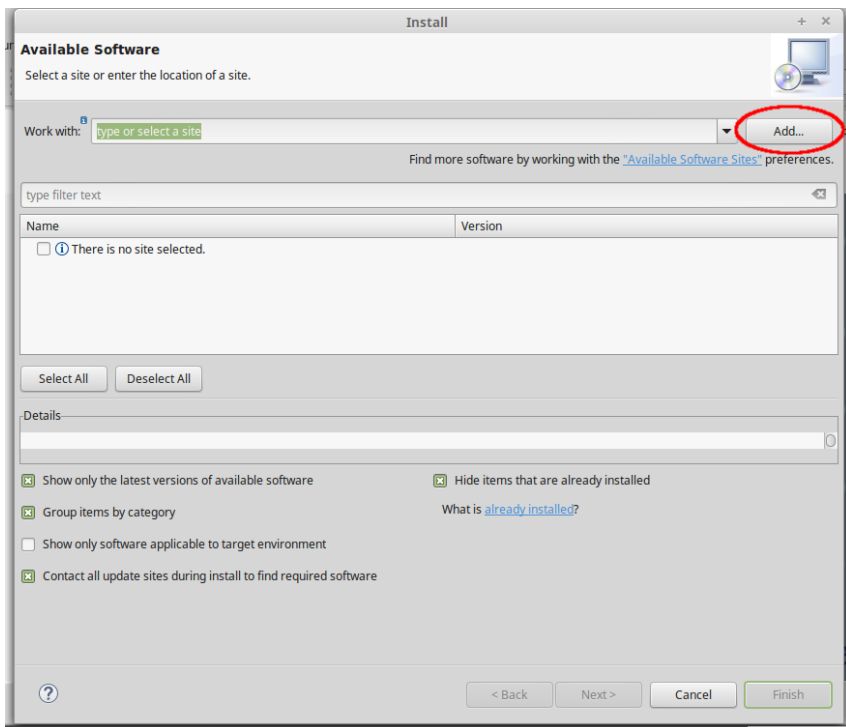 Install
Available Software
Select a site or enter the location of a site.
Work with: type or select a site Add...
Find more software by working with the "Available Software Sites" preferences.
type filter text
Name Version
There is no site selected.
Select All Deselect All
Details
Show only the latest versions of available software Hide items that are already installed
Group items by category What is already installed?
Show only software applicable to target environment
Contact all update sites during install to find required software
< Back Next > Cancel Finish